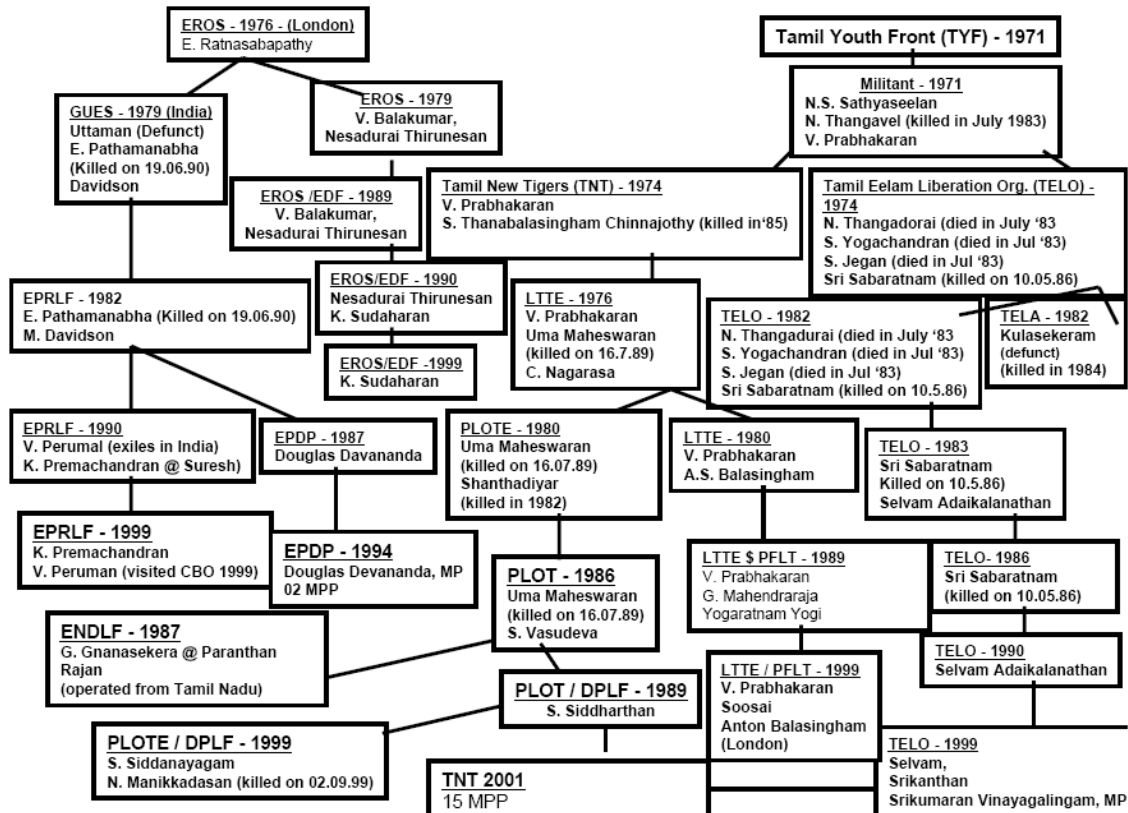 EROS - 1976 - (London)
E. Ratnasabapathy
Tamil Youth Front (TYF) - 1971
GUES - 1979 (India)
Uttaman (Defunct)
E. Pathamanabha
(Killed on 19.06.90)
Davidson
EROS - 1979
V. Balakumar,
Nesadurai Thirunesan
Militant - 1971
N.S. Sathyaseelan
N. Thangavel (killed in July 1983)
V. Prabhakaran
EROS /EDF - 1989
V. Balakumar,
Nesadurai Thirunesan
Tamil New Tigers (TNT) - 1974
V. Prabhakaran
S. Thanabalasingham Chinnajothy (killed in'85)
Tamil Eelam Liberation Org. (TELO) -
1974
N. Thangadorai (died in July '83
S. Yogachandran (died in Jul '83)
S. Jegan (died in Jul '83)
Sri Sabaratnam (killed on 10.05.86)
EPRLF - 1982
E. Pathamanabha (Killed on 19.06.90)
M. Davidson
EROS/EDF - 1990
Nesadurai Thirunesan
K. Sudaharan
LTTE - 1976
V. Prabhakaran
Uma Maheswaran
(killed on 16.7.89)
C. Nagarasa
TELO - 1982
N. Thangadurai (died in July '83
S. Yogachandran (died in Jul '83)
S. Jegan (died in Jul '83)
Sri Sabaratnam (killed on 10.5.86)
TELA - 1982
Kulasekeram
(defunct)
(killed in 1984)
EROS/EDF -1999
K. Sudaharan
EPRLF - 1990
V. Perumal (exiles in India)
K. Premachandran @ Suresh)
EPDP - 1987
Douglas Davananda
PLOTE - 1980
Uma Maheswaran
(killed on 16.07.89)
Shanthadiyar
(killed in 1982)
LTTE - 1980
V. Prabhakaran
A.S. Balasingham
TELO - 1983
Sri Sabaratnam
Killed on 10.5.86)
Selvam Adaikalanathan
EPRLF - 1999
K. Premachandran
V. Peruman (visited CBO 1999)
EPDP - 1994
Douglas Devananda, MP
02 MPP
PLOT - 1986
Uma Maheswaran
(killed on 16.07.89)
S. Vasudeva
LTTE $ PFLT - 1989
V. Prabhakaran
G. Mahendraraja
Yogaratnam Yogi
TELO- 1986
Sri Sabaratnam
(killed on 10.05.86)
ENDLF - 1987
G. Gnanasekera @ Paranthan
Rajan
(operated from Tamil Nadu)
TELO - 1990
Selvam Adaikalanathan
PLOT / DPLF - 1989
S. Siddharthan
LTTE / PFLT - 1999
V. Prabhakaran
Soosai
Anton Balasingham
(London)
PLOTE / DPLF - 1999
S. Siddanayagam
N. Manikkadasan (killed on 02.09.99)
TNT 2001
15 MPP
TELO - 1999
Selvam,
Srikanthan
Srikumaran Vinayagalingam, MP